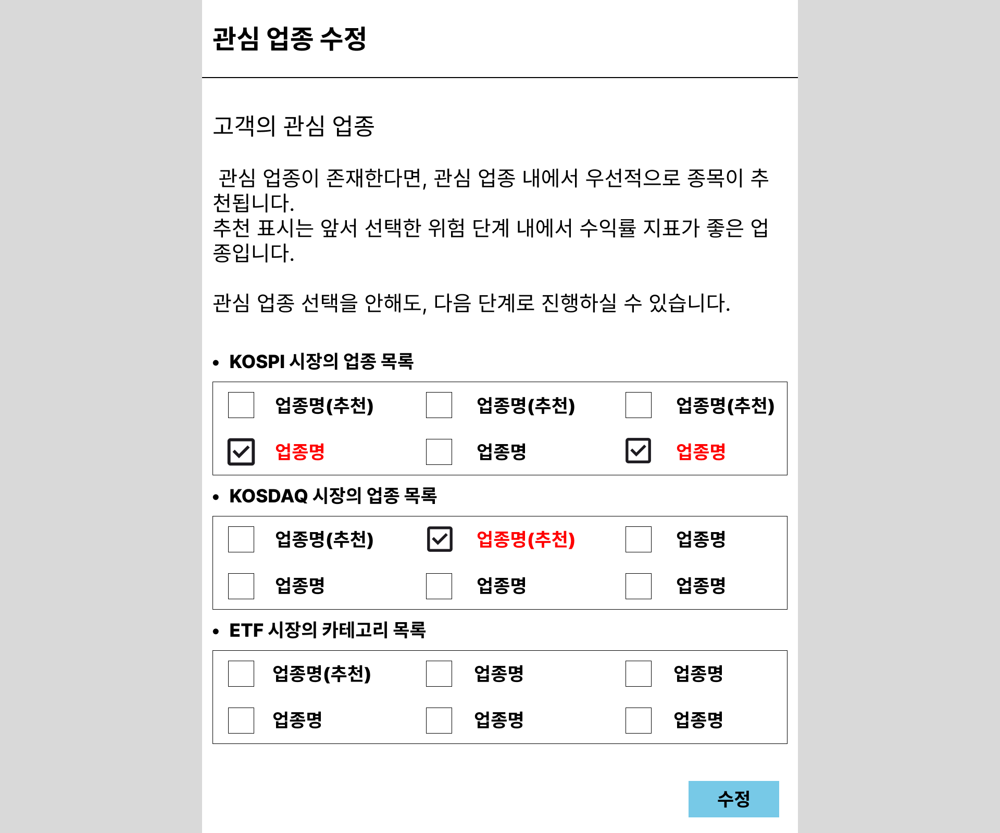 관심 업종 수정
고객의 관심 업종
관심 업종이 존재한다면, 관심 업종 내에서 우선적으로 종목이 추
천됩니다.
추천 표시는 앞서 선택한 위험 단계 내에서 수익률 지표가 좋은 업
종입니다.
관심 업종 선택을 안해도, 다음 단계로 진행하실 수 있습니다.
• KOSPI 시장의 업종 목록
업종명(추천) 업종명(추천) 업종명(추천)
업종명 업종명 업종명
• KOSDAQ 시장의 업종 목록
업종명(추천) 업종명(추천) 업종명
업종명 업종명 업종명
• ETF 시장의 카테고리 목록
업종명(추천) 업종명 업종명
업종명 업종명 업종명
수정